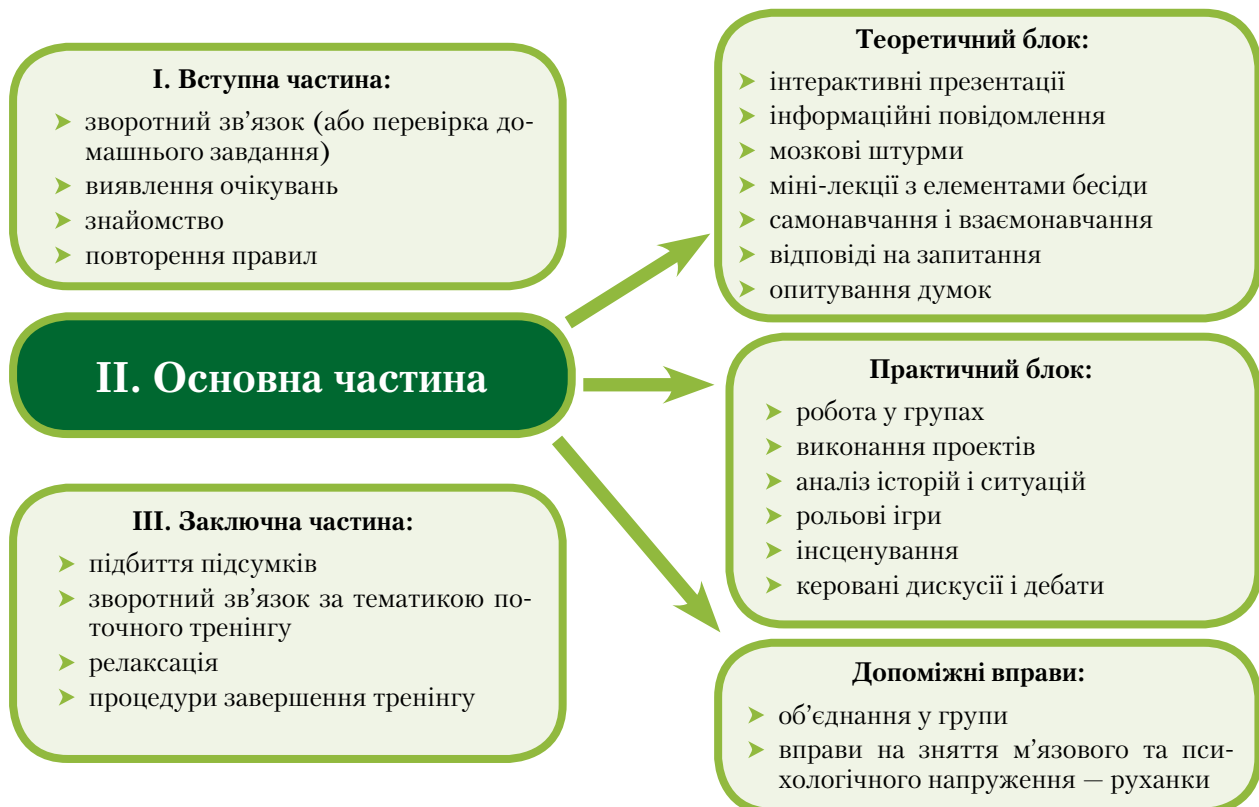 І. Вступна частина:
зворотний зв’язок (або перевірка до-
машнього завдання)
виявлення очікувань
знайомство
повторення правил
ІІ. Основна частина
ІІІ. Заключна частина:
підбиття підсумків
зворотний зв’язок за тематикою по-
точного тренінгу
релаксація
процедури завершення тренінгу
Теоретичний блок:
інтерактивні презентації
інформаційні повідомлення
мозкові штурми
міні-лекції з елементами бесіди
самонавчання і взаємонавчання
відповіді на запитання
опитування думок
Практичний блок:
робота у групах
виконання проектів
аналіз історій і ситуацій
рольові ігри
інсценування
керовані дискусії і дебати
Допоміжні вправи:
об’єднання у групи
вправи на зняття м’язового та пси-
хологічного напруження — руханки